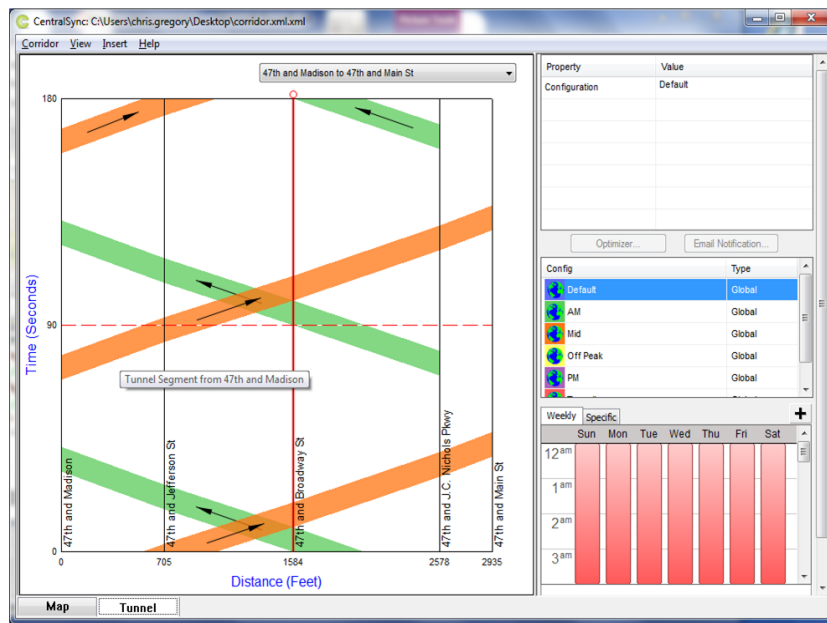 CentralSync: C:\Users\chris.gregory\Desktop\corridor.xml.xml
Corridor View Insert Help
47th and Madison to 47th and Main St
Property Value
Configuration Default
Optimizer... Email Notification...
Config Type
Default Global
AM Global
Mid Global
Off Peak Global
PM Global
Weekly Specific +
Sun Mon Tue Wed Thu Fri Sat
12am
1am
2am
3am
180
90
0
Time (Seconds)
Tunnel Segment from 47th and Madison
47th and Madison
47th and Jefferson St
47th and Broadway St
47th and J.C. Nichols Pkwy
47th and Main St
0 705 1584 2578 2935
Distance (Feet)
Map Tunnel